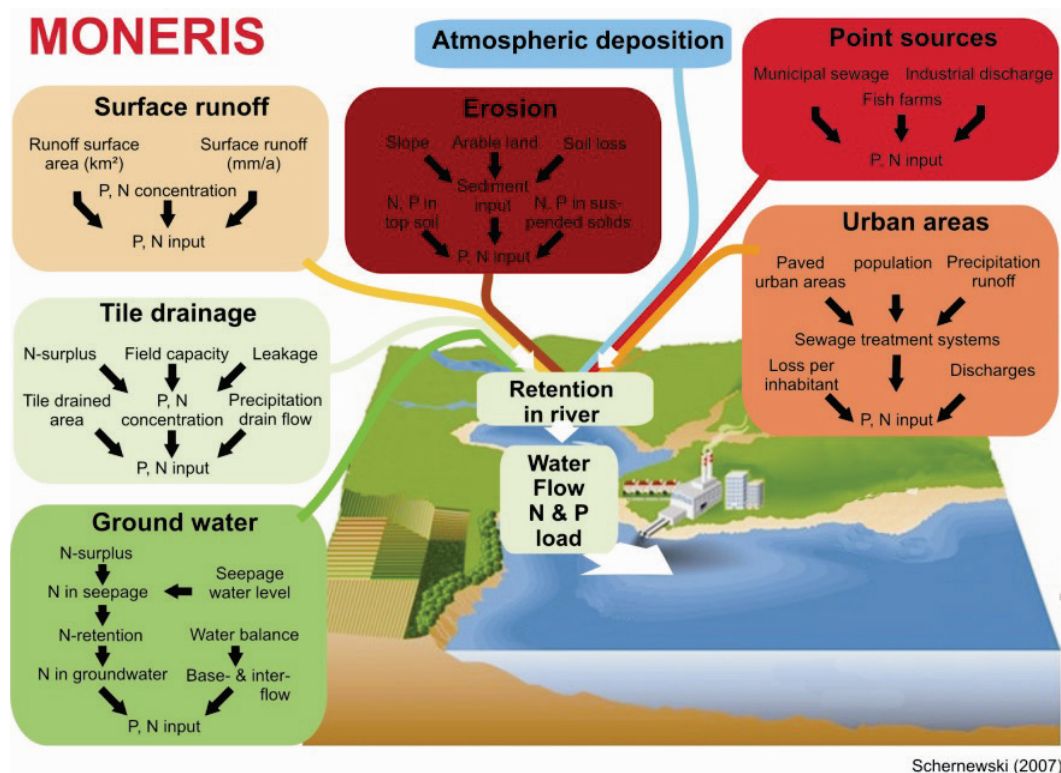 MONERIS
Atmospheric deposition
Point sources
Municipal sewage
Industrial discharge
Fish farms
P, N input
Surface runoff
Runoff surface
area (km²)
Surface runoff
(mm/a)
P, N concentration
P, N input
Erosion
Slope
Arable land
Soil loss
Sediment
input
N, P in
top soil
N, P in sus-
pended solids
P, N input
Urban areas
Paved
urban areas
population
Precipitation
runoff
Sewage treatment systems
Loss per
inhabitant
Discharges
P, N input
Tile drainage
N-surplus
Field capacity
Leakage
Tile drained
area
P, N
concentration
Precipitation
drain flow
P, N input
Retention
in river
Water
Flow
N & P
load
Ground water
N-surplus
N in seepage
Seepage
water level
N-retention
Water balance
N in groundwater
Base- & inter-
flow
P, N input
Schernewski (2007)